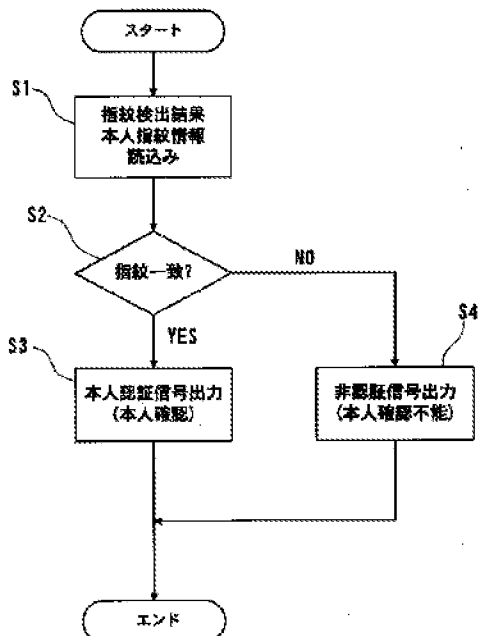 スタート
S1
指紋検出結果
本人指紋情報
読込み
S2
指紋一致?
NO
YES
S3
本人認証信号出力
(本人確認)
S4
非認証信号出力
(本人確認不能)
エンド